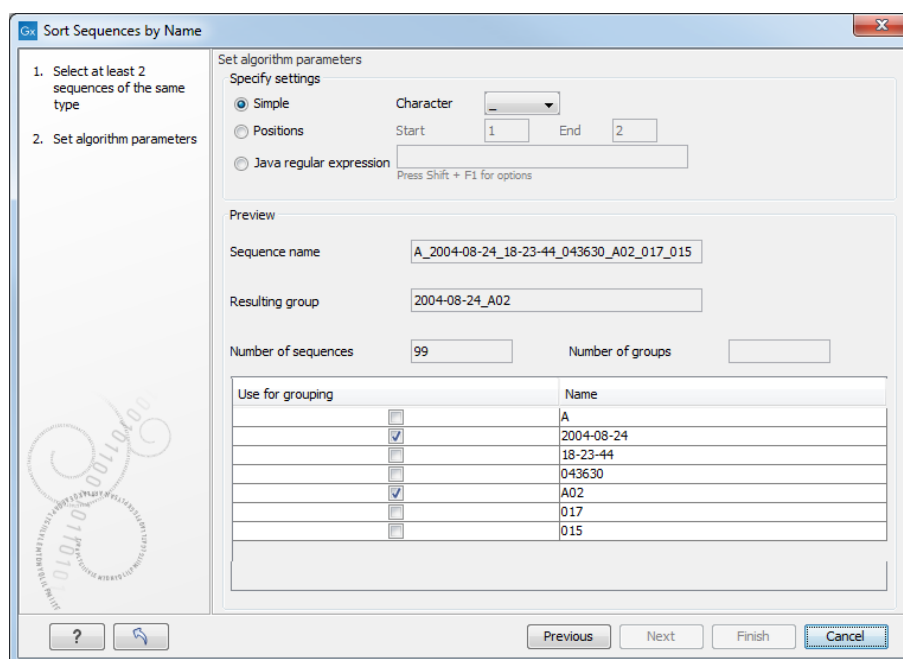 Gx Sort Sequences by Name
1. Select at least 2
sequences of the same
type
2. Set algorithm parameters
Set algorithm parameters
Specify settings
Simple Character _
Positions Start 1 End 2
Java regular expression
Press Shift + F1 for options
Preview
Sequence name A_2004-08-24_18-23-44_043630_A02_017_015
Resulting group 2004-08-24_A02
Number of sequences 99 Number of groups
Use for grouping Name
A
2004-08-24
18-23-44
043630
A02
017
015
? Previous Next Finish Cancel